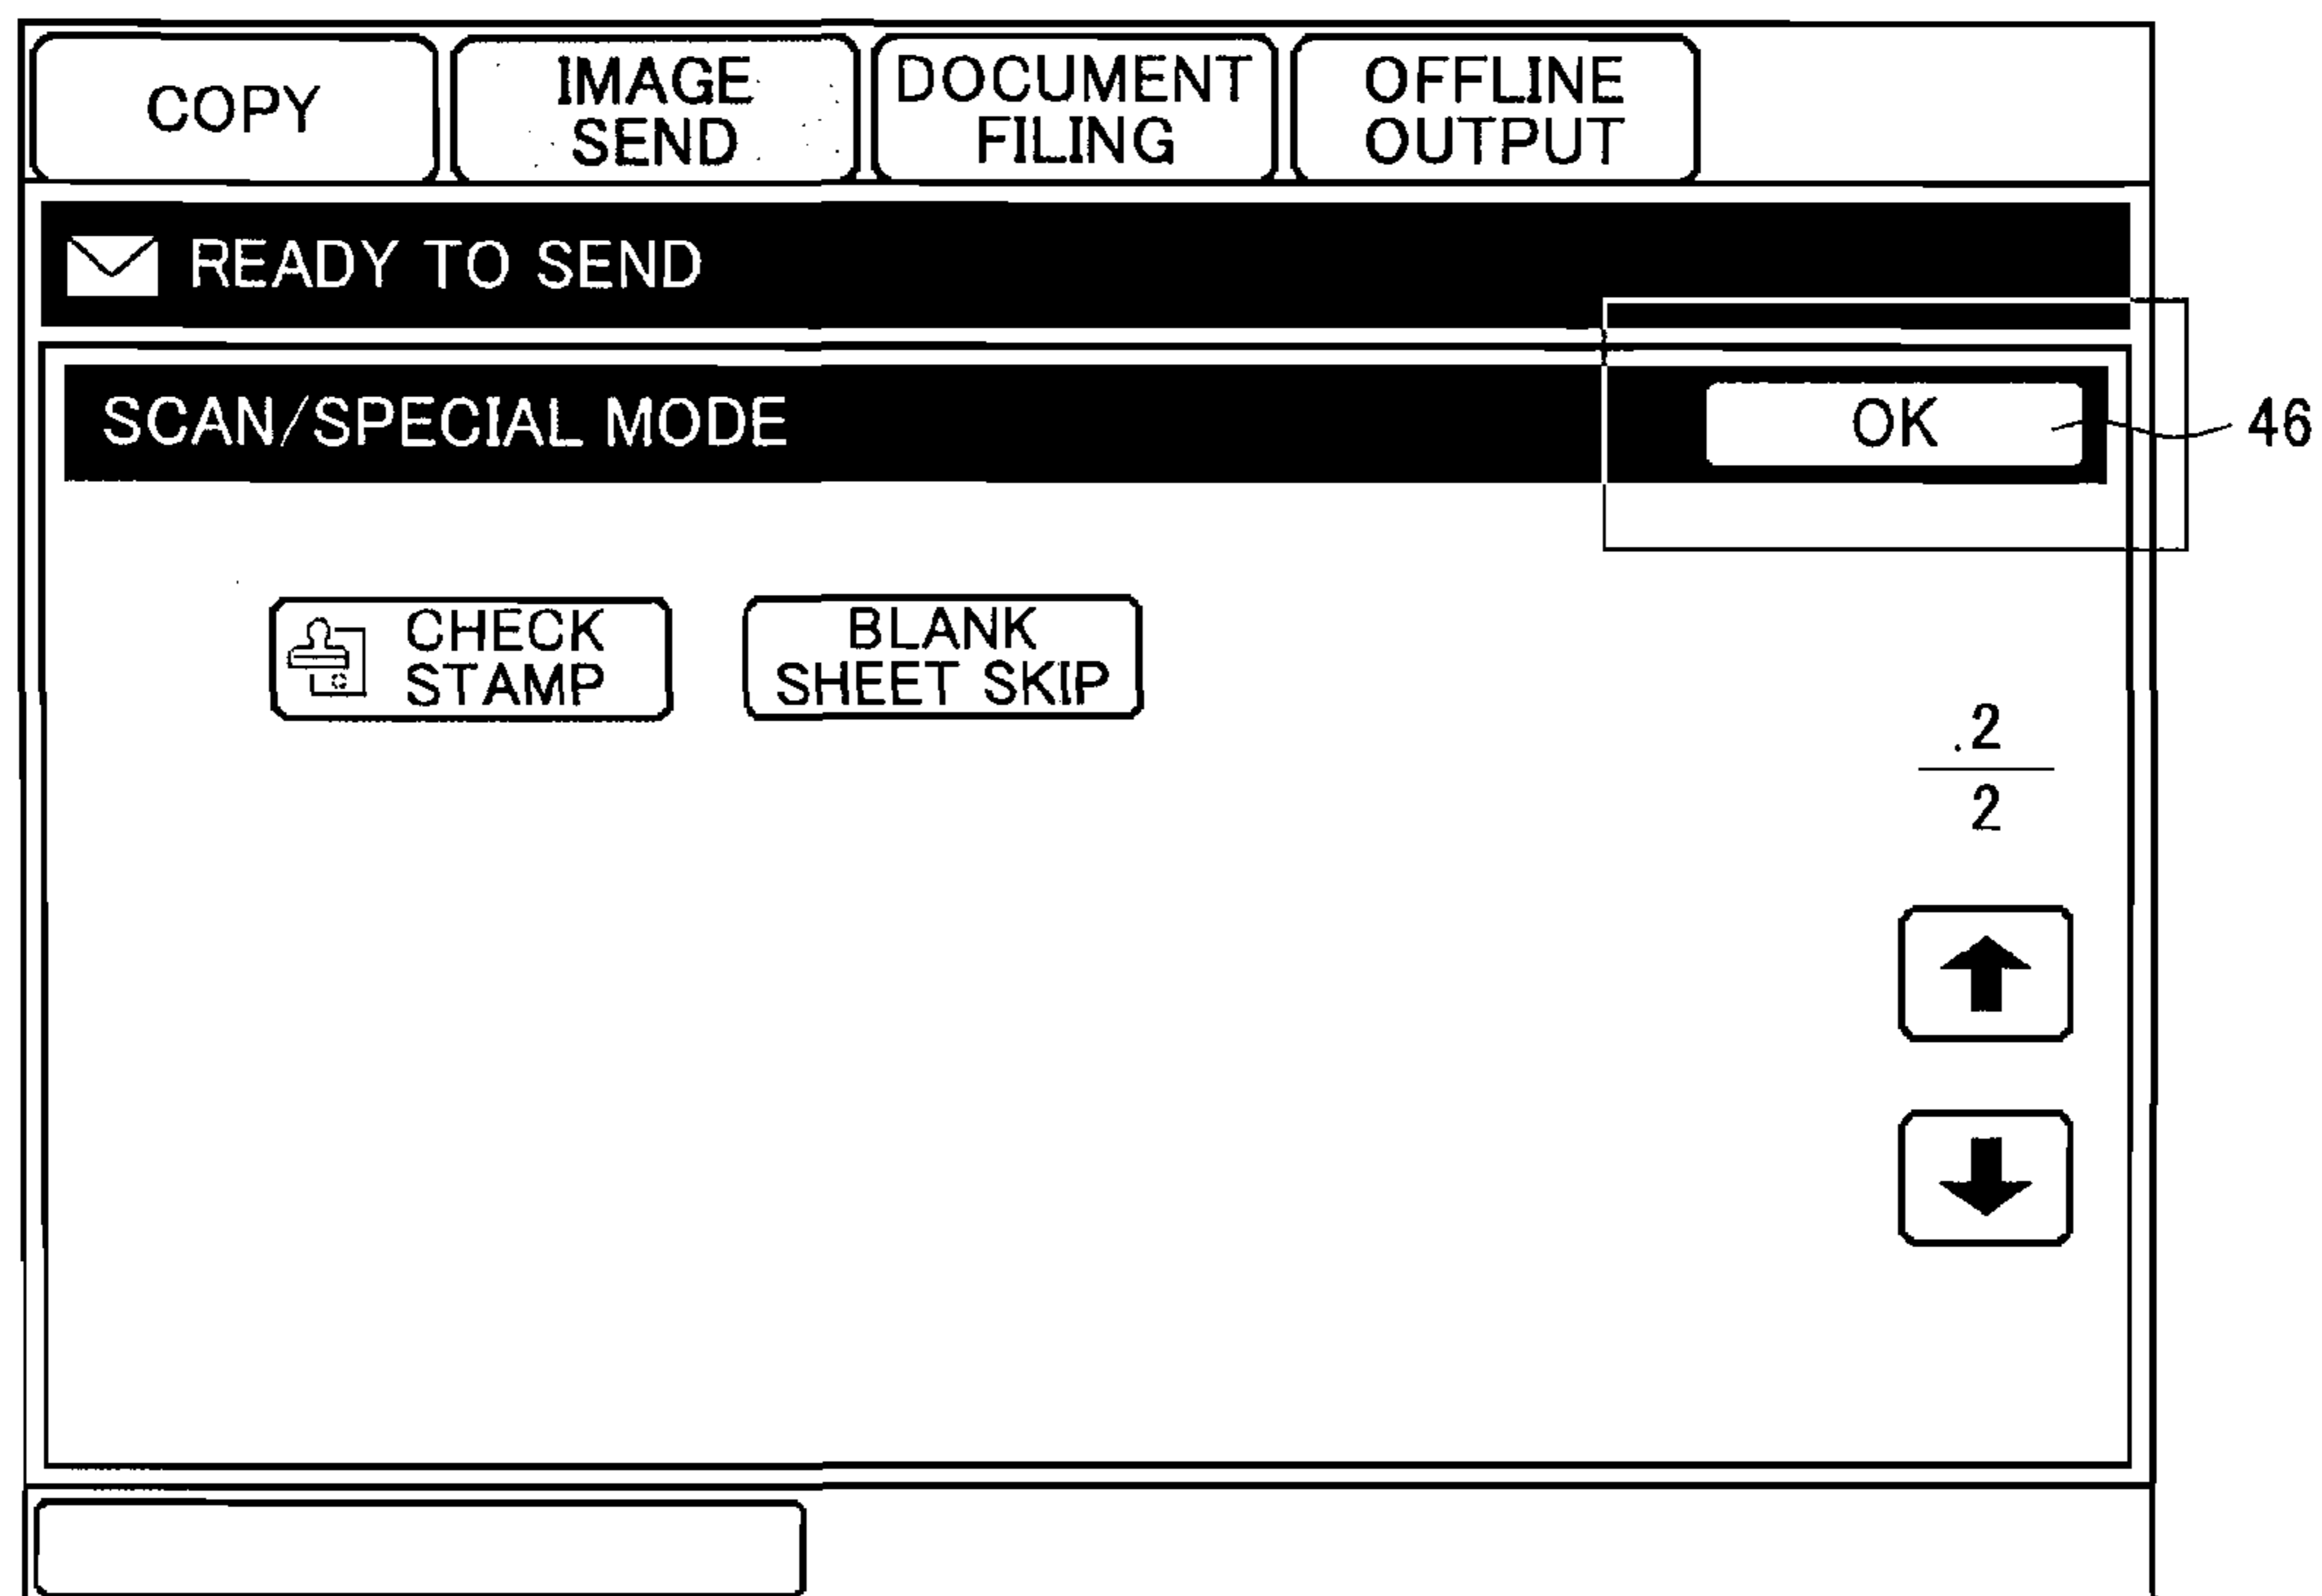 COPY
IMAGE
SEND
DOCUMENT
FILING
OFFLINE
OUTPUT
READY TO SEND
SCAN/SPECIAL MODE
OK
46
CHECK
STAMP
BLANK
SHEET SKIP
2
2